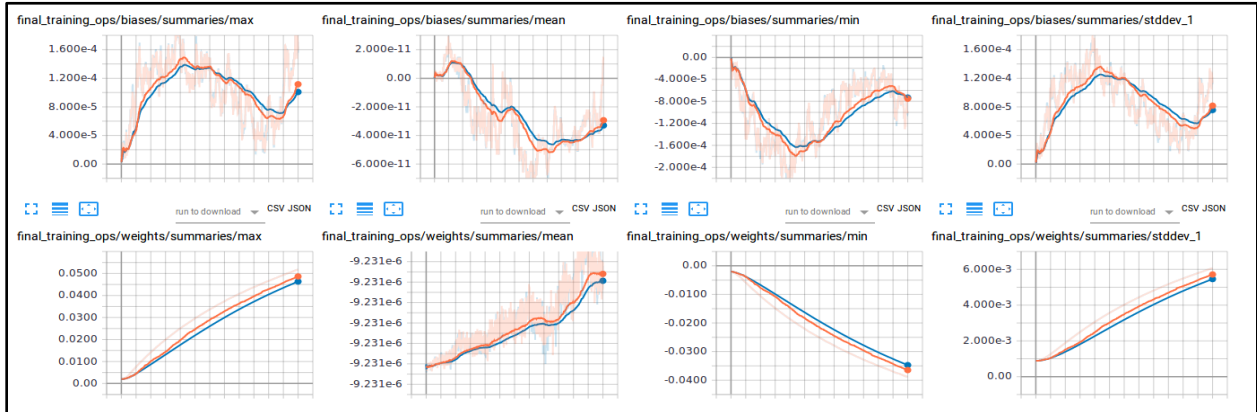 final_training_ops/biases/summaries/max
1.600e-4
1.200e-4
8.000e-5
4.000e-5
0.00
run to download
CSV JSON
final_training_ops/biases/summaries/mean
2.000e-11
0.00
-2.000e-11
-4.000e-11
-6.000e-11
run to download
CSV JSON
final_training_ops/biases/summaries/min
0.00
-4.000e-5
-8.000e-5
-1.200e-4
-1.600e-4
-2.000e-4
run to download
CSV JSON
final_training_ops/biases/summaries/stddev_1
1.600e-4
1.200e-4
8.000e-5
4.000e-5
0.00
run to download
CSV JSON
final_training_ops/weights/summaries/max
0.0500
0.0400
0.0300
0.0200
0.0100
0.00
final_training_ops/weights/summaries/mean
-9.231e-6
-9.231e-6
-9.231e-6
-9.231e-6
-9.231e-6
-9.231e-6
-9.231e-6
final_training_ops/weights/summaries/min
0.00
-0.0100
-0.0200
-0.0300
-0.0400
final_training_ops/weights/summaries/stddev_1
6.000e-3
4.000e-3
2.000e-3
0.00